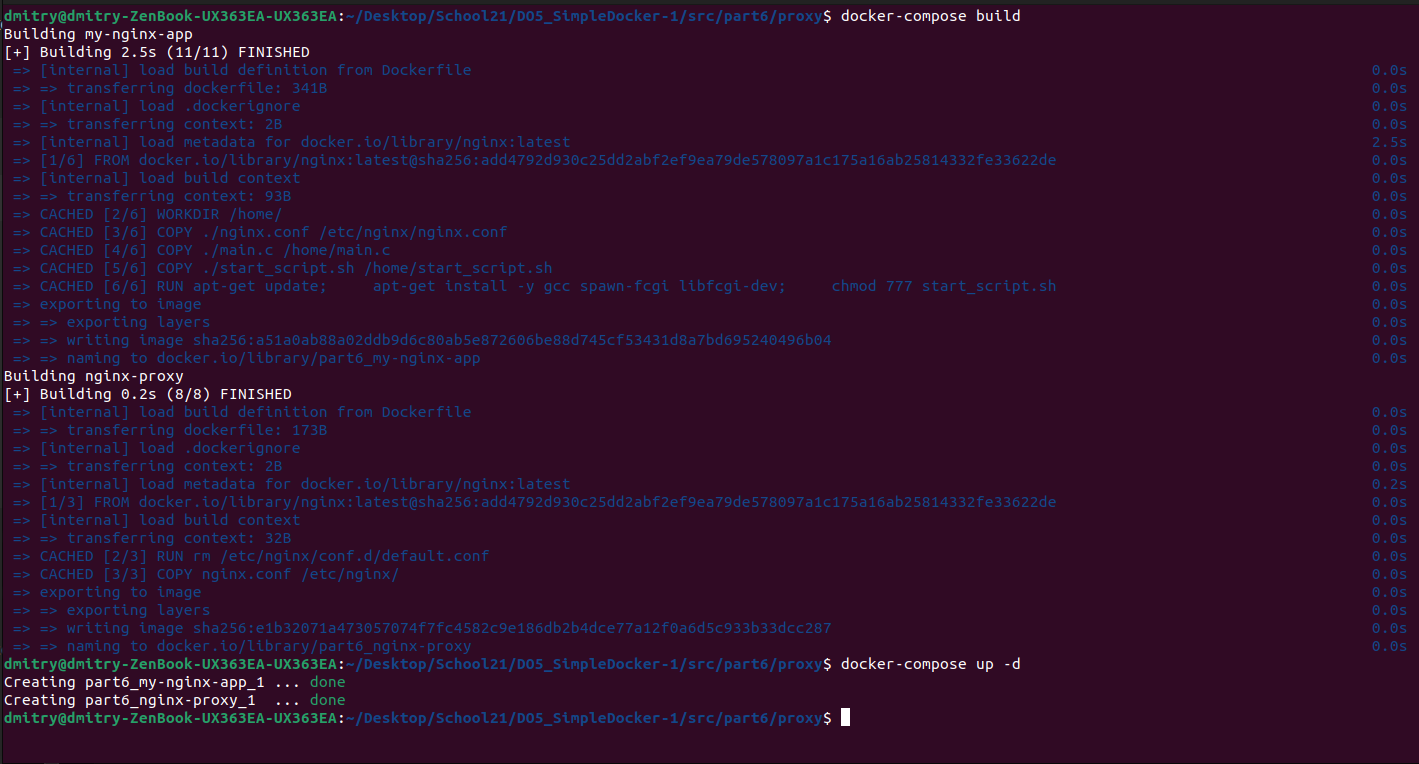 dmitry@dmitry-ZenBook-UX363EA-UX363EA:~/Desktop/School21/DO5_SimpleDocker-1/src/part6/proxy$ docker-compose build
Building my-nginx-app
[+] Building 2.5s (11/11) FINISHED
=> [internal] load build definition from Dockerfile 0.0s
=> => transferring dockerfile: 341B 0.0s
=> [internal] load .dockerignore 0.0s
=> => transferring context: 2B 0.0s
=> [internal] load metadata for docker.io/library/nginx:latest 2.5s
=> [1/6] FROM docker.io/library/nginx:latest@sha256:add4792d930c25dd2abf2ef9ea79de578097a1c175a16ab25814332fe33622de 0.0s
=> [internal] load build context 0.0s
=> => transferring context: 93B 0.0s
=> CACHED [2/6] WORKDIR /home/ 0.0s
=> CACHED [3/6] COPY ./nginx.conf /etc/nginx/nginx.conf 0.0s
=> CACHED [4/6] COPY ./main.c /home/main.c 0.0s
=> CACHED [5/6] COPY ./start_script.sh /home/start_script.sh 0.0s
=> CACHED [6/6] RUN apt-get update;     apt-get install -y gcc spawn-fcgi libfcgi-dev;     chmod 777 start_script.sh 0.0s
=> exporting to image 0.0s
=> => exporting layers 0.0s
=> => writing image sha256:a51a0ab88a02ddb9d6c80ab5e872606be88d745cf53431d8a7bd695240496b04 0.0s
=> => naming to docker.io/library/part6_my-nginx-app 0.0s
Building nginx-proxy
[+] Building 0.2s (8/8) FINISHED
=> [internal] load build definition from Dockerfile 0.0s
=> => transferring dockerfile: 173B 0.0s
=> [internal] load .dockerignore 0.0s
=> => transferring context: 2B 0.0s
=> [internal] load metadata for docker.io/library/nginx:latest 0.2s
=> [1/3] FROM docker.io/library/nginx:latest@sha256:add4792d930c25dd2abf2ef9ea79de578097a1c175a16ab25814332fe33622de 0.0s
=> [internal] load build context 0.0s
=> => transferring context: 32B 0.0s
=> CACHED [2/3] RUN rm /etc/nginx/conf.d/default.conf 0.0s
=> CACHED [3/3] COPY nginx.conf /etc/nginx/ 0.0s
=> exporting to image 0.0s
=> => exporting layers 0.0s
=> => writing image sha256:e1b32071a473057074f7fc4582c9e186db2b4dce77a12f0a6d5c933b33dcc287 0.0s
=> => naming to docker.io/library/part6_nginx-proxy 0.0s
dmitry@dmitry-ZenBook-UX363EA-UX363EA:~/Desktop/School21/DO5_SimpleDocker-1/src/part6/proxy$ docker-compose up -d
Creating part6_my-nginx-app_1 ... done
Creating part6_nginx-proxy_1  ... done
dmitry@dmitry-ZenBook-UX363EA-UX363EA:~/Desktop/School21/DO5_SimpleDocker-1/src/part6/proxy$